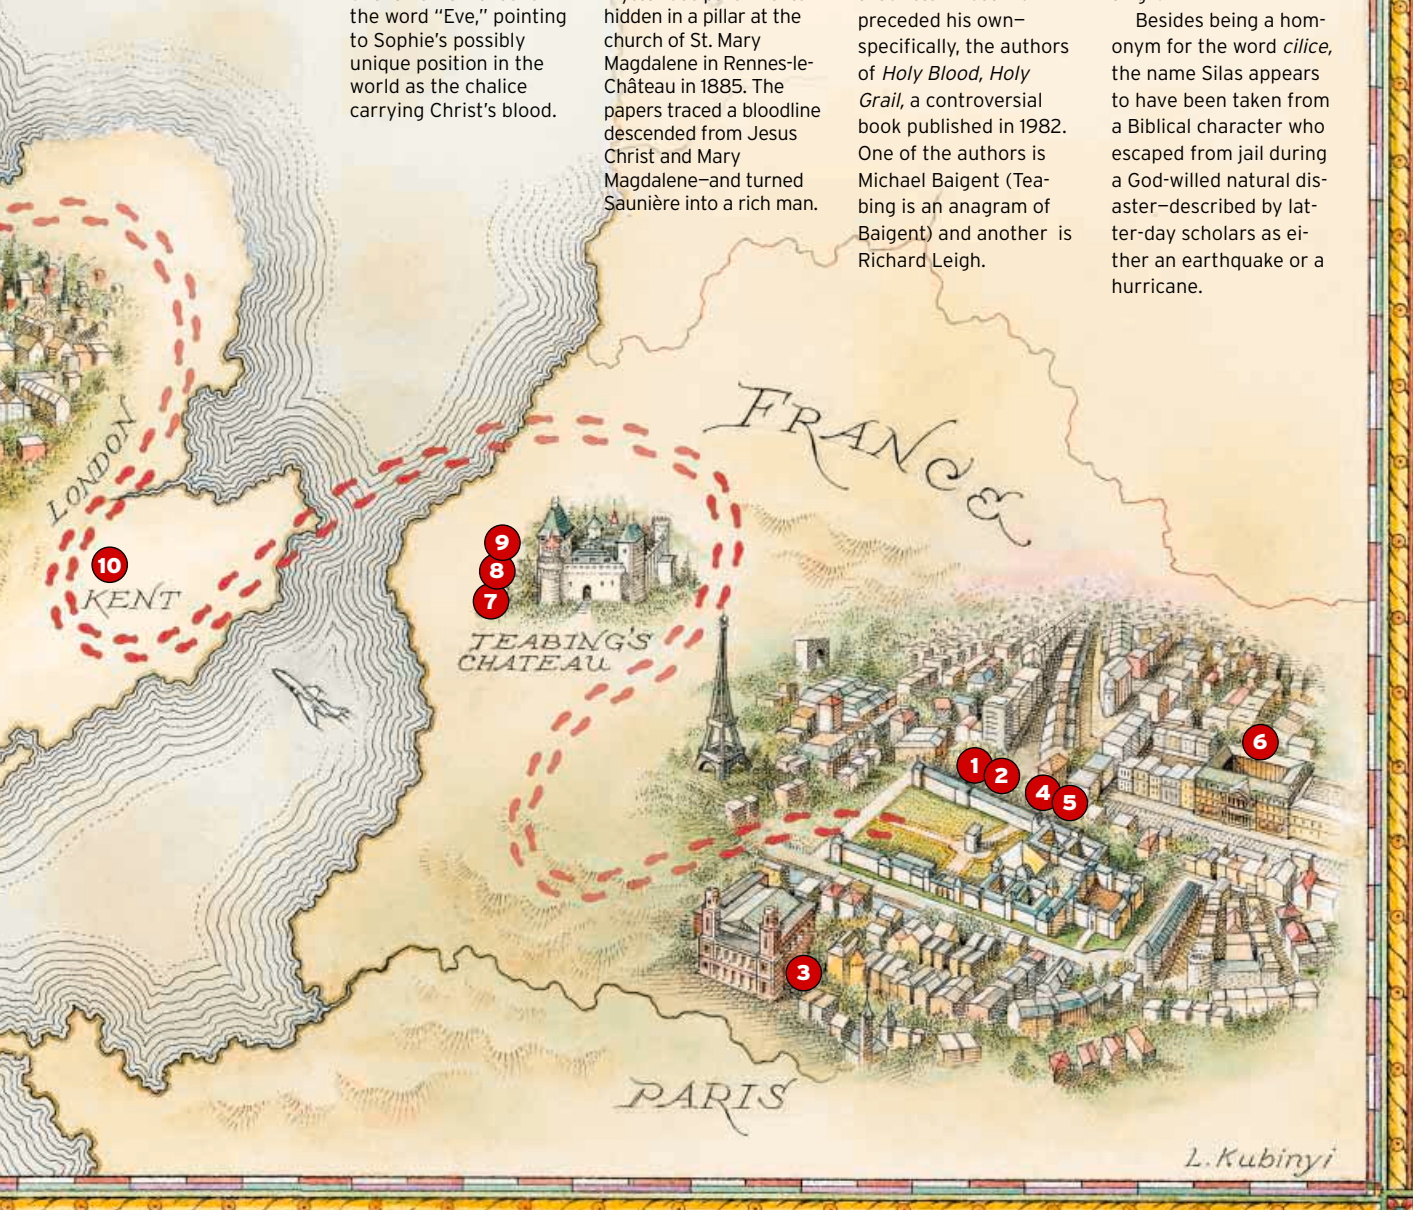 the word “Eve,” pointing
to Sophie’s possibly
unique position in the
world as the chalice
carrying Christ’s blood.
hidden in a pillar at the
church of St. Mary
Magdalene in Rennes-le-
Château in 1885. The
papers traced a bloodline
descended from Jesus
Christ and Mary
Magdalene—and turned
Saunière into a rich man.
preceded his own—
specifically, the authors
of Holy Blood, Holy
Grail, a controversial
book published in 1982.
One of the authors is
Michael Baigent (Tea-
bing is an anagram of
Baigent) and another is
Richard Leigh.
Besides being a hom-
onym for the word cilice,
the name Silas appears
to have been taken from
a Biblical character who
escaped from jail during
a God-willed natural dis-
aster—described by lat-
ter-day scholars as ei-
ther an earthquake or a
hurricane.
FRANCE
LONDON
10
KENT
9
8
7
TEABING'S
CHATEAU
6
1
2
4
5
3
PARIS
L. Kubinyi